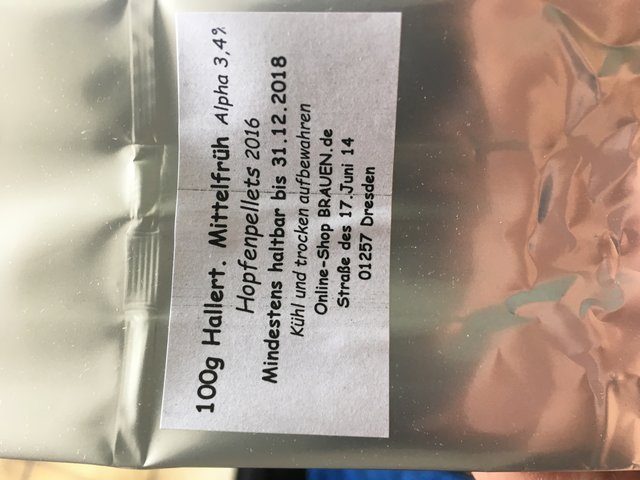 100g Hallert. Mittelfrüh Alpha 3,4%
Hopfenpellets 2016
Mindestens haltbar bis 31.12.2018
Kühl und trocken aufbewahren
Online-Shop BRAUEN.de
Straße des 17.Juni 14
01257 Dresden